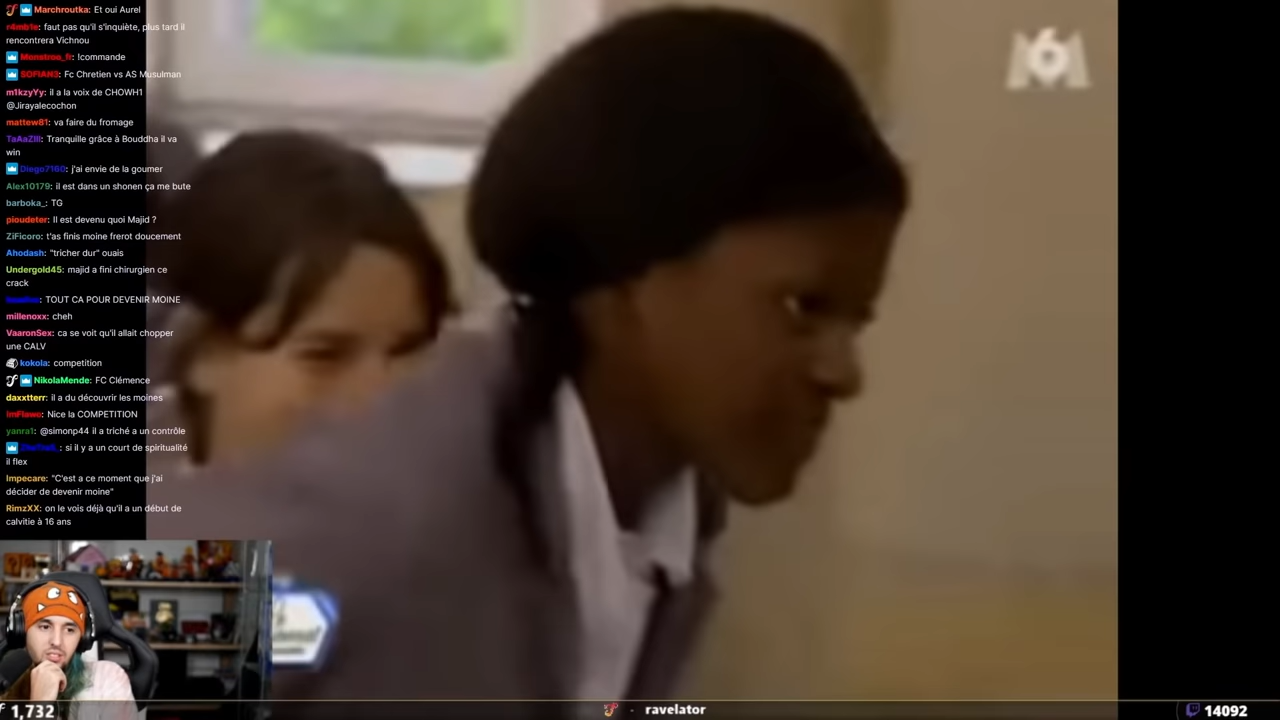 Marchroutka: Et oui Aurel
r4mb1e: faut pas qu'il s'inquiète, plus tard il
rencontrera Vichnou
Monstroo_fr: !commande
SOFIAN3: Fc Chretien vs AS Musulman
m1kzyYy: il a la voix de CHOWH1
@Jirayalecochon
mattew81: va faire du fromage
TaAaZIII: Tranquille grâce à Bouddha il va
win
Diego7160: j'ai envie de la goumer
Alex10179: il est dans un shonen ça me bute
barboka_: TG
pioudeter: Il est devenu quoi Majid ?
ZiFicoro: t'as finis moine frerot doucement
Ahodash: "tricher dur" ouais
Undergold45: majid a fini chirurgien ce
crack
: TOUT CA POUR DEVENIR MOINE
millenoxx: cheh
VaaronSex: ca se voit qu'il allait chopper
une CALV
kokola: competition
NikolaMende: FC Clémence
daxxtterr: il a du découvrir les moines
ImFlawc: Nice la COMPETITION
yanra1: @simonp44 il a triché a un contrôle
: si il y a un court de spiritualité
il flex
Impecare: "C'est a ce moment que j'ai
décider de devenir moine"
RimzXX: on le vois déjà qu'il a un début de
calvitie à 16 ans
M6
1,732
- ravelator
14092